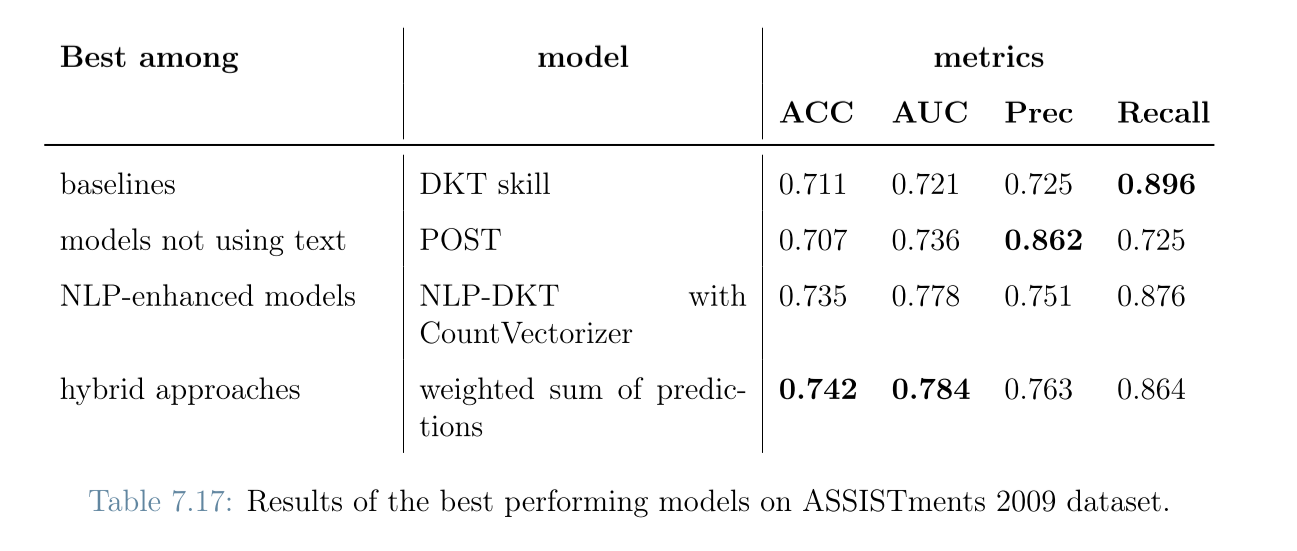 Best among model metrics
ACC AUC Prec Recall
baselines DKT skill 0.711 0.721 0.725 0.896
models not using text POST 0.707 0.736 0.862 0.725
NLP-enhanced models NLP-DKT with 0.735 0.778 0.751 0.876
CountVectorizer
hybrid approaches weighted sum of predic- 0.742 0.784 0.763 0.864
tions
Table 7.17: Results of the best performing models on ASSISTments 2009 dataset.